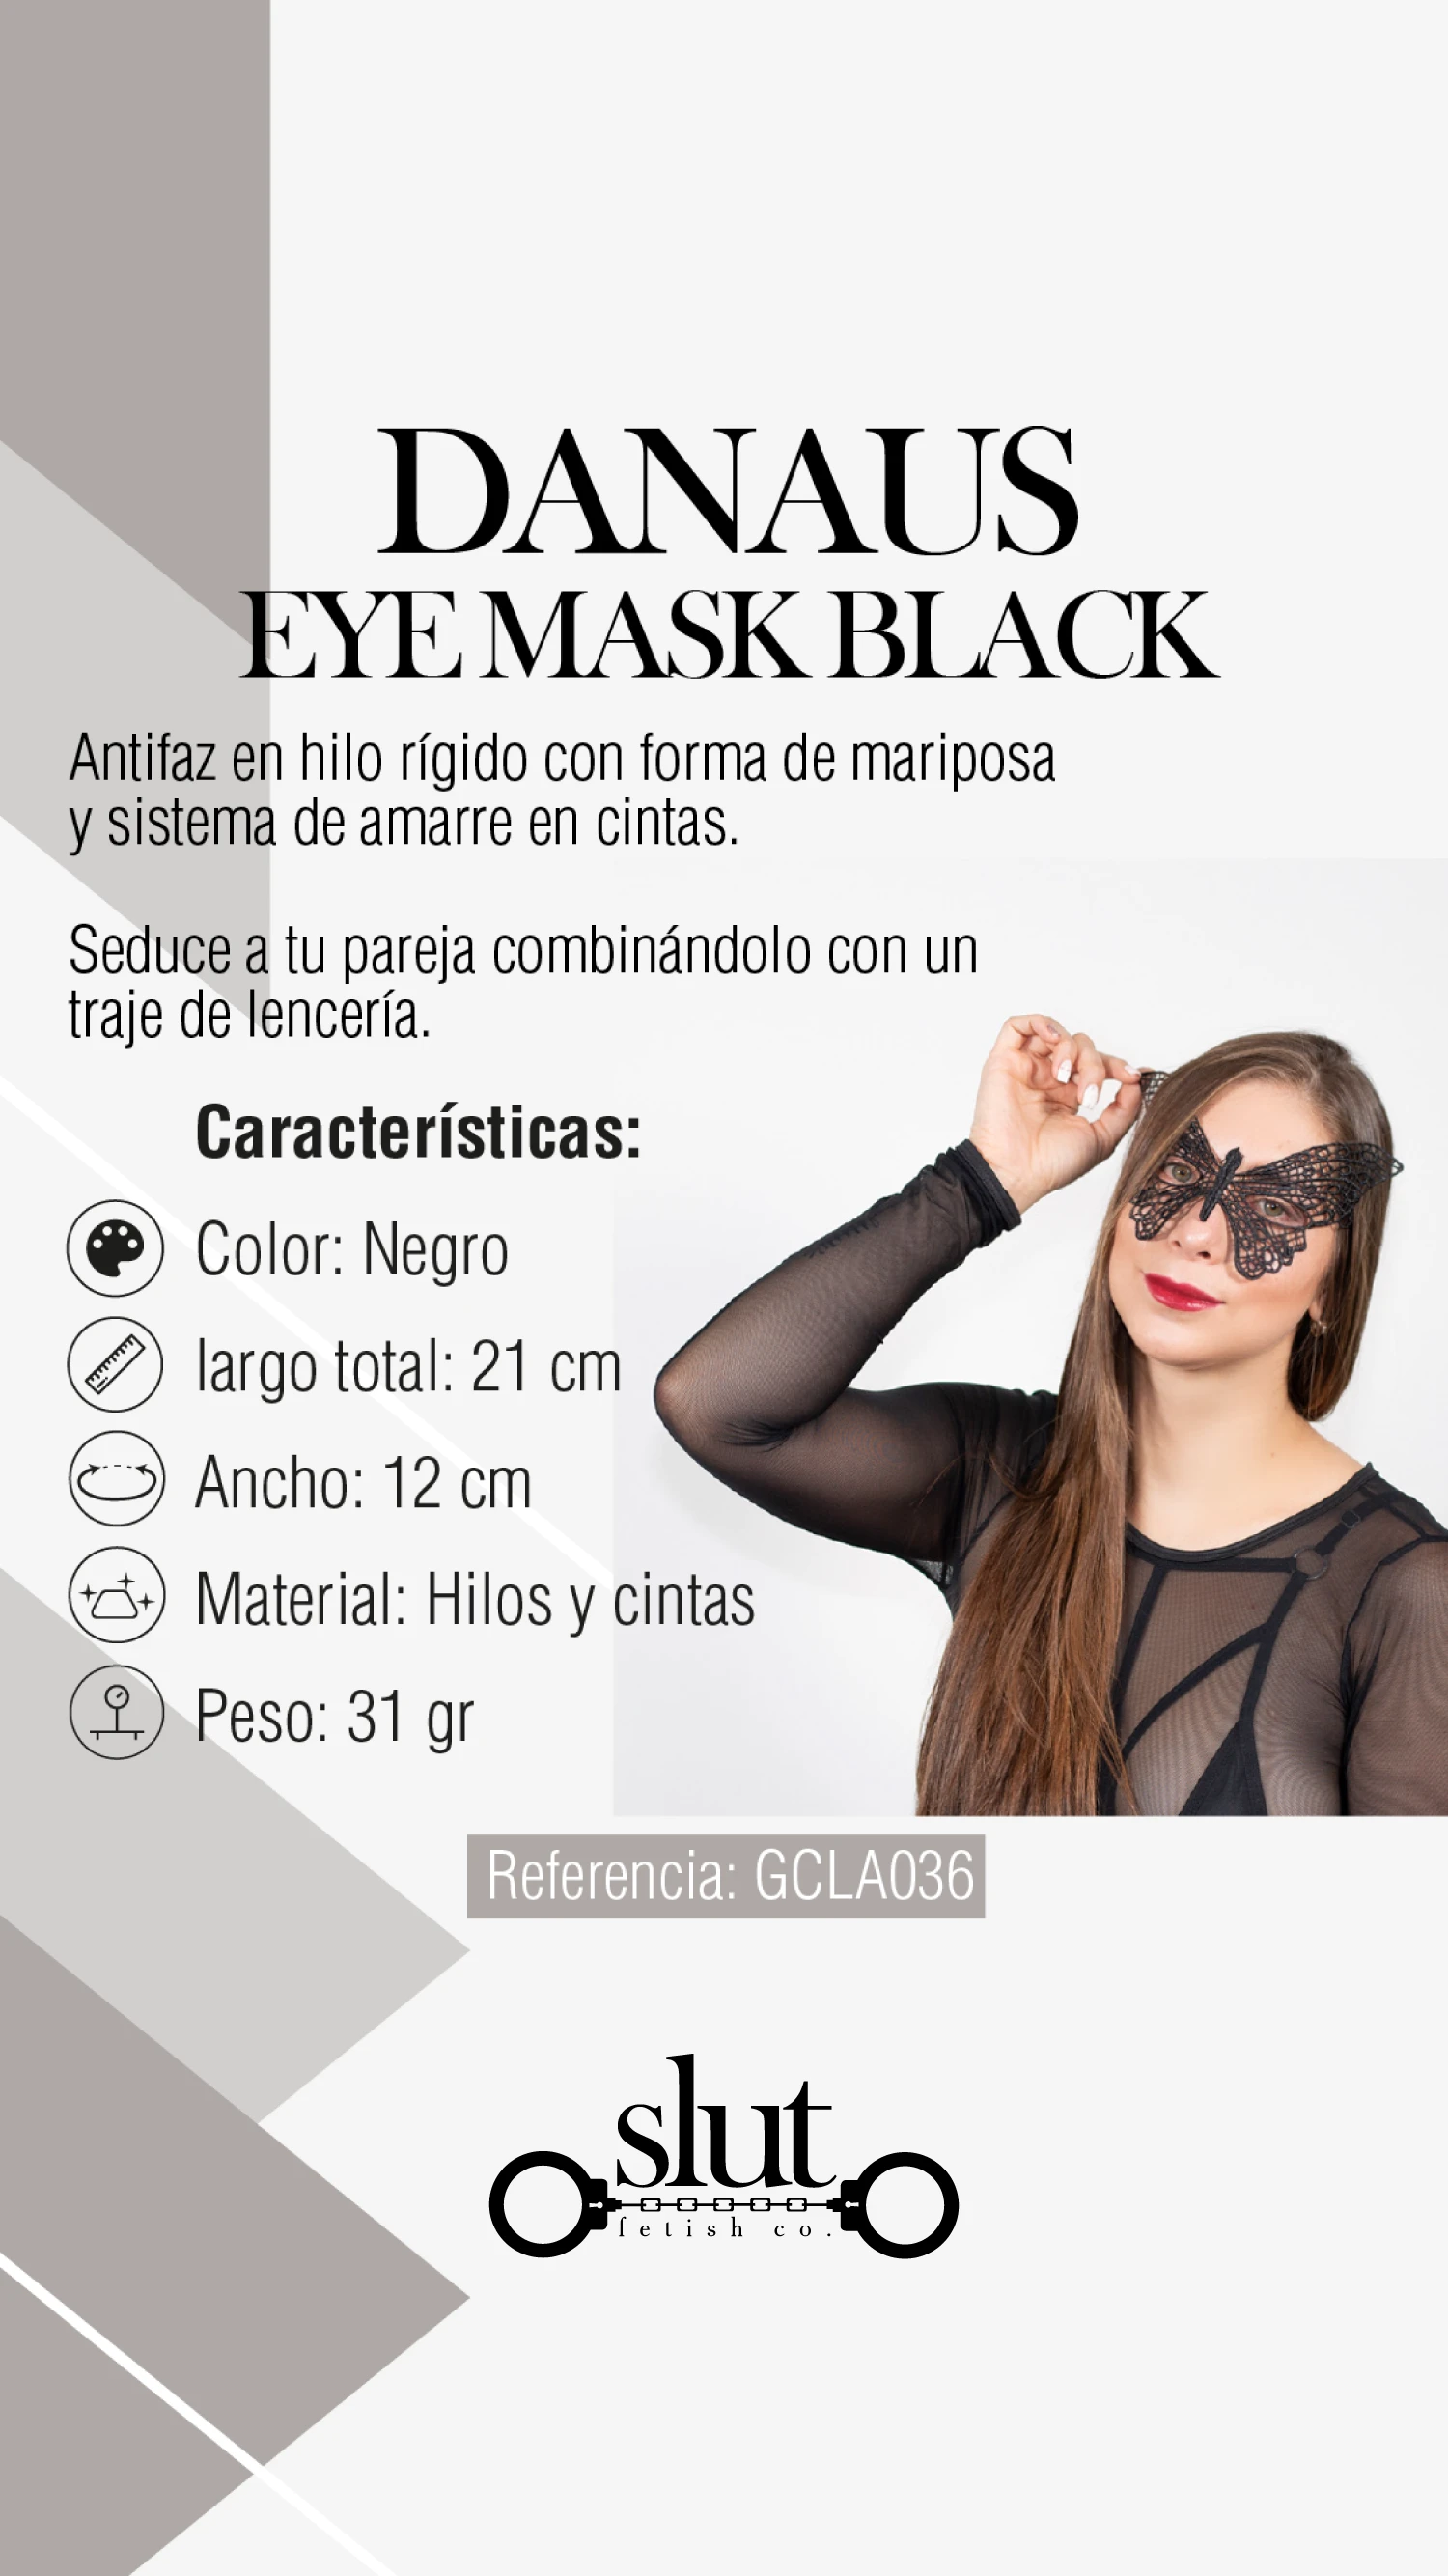 DANAUS
EYE MASK BLACK
Antifaz en hilo rígido con forma de mariposa
y sistema de amarre en cintas.
Seduce a tu pareja combinándolo con un
traje de lencería.
Características:
Color: Negro
largo total: 21 cm
Ancho: 12 cm
Material: Hilos y cintas
Peso: 31 gr
Referencia: GCLA036
slut
fetish co.